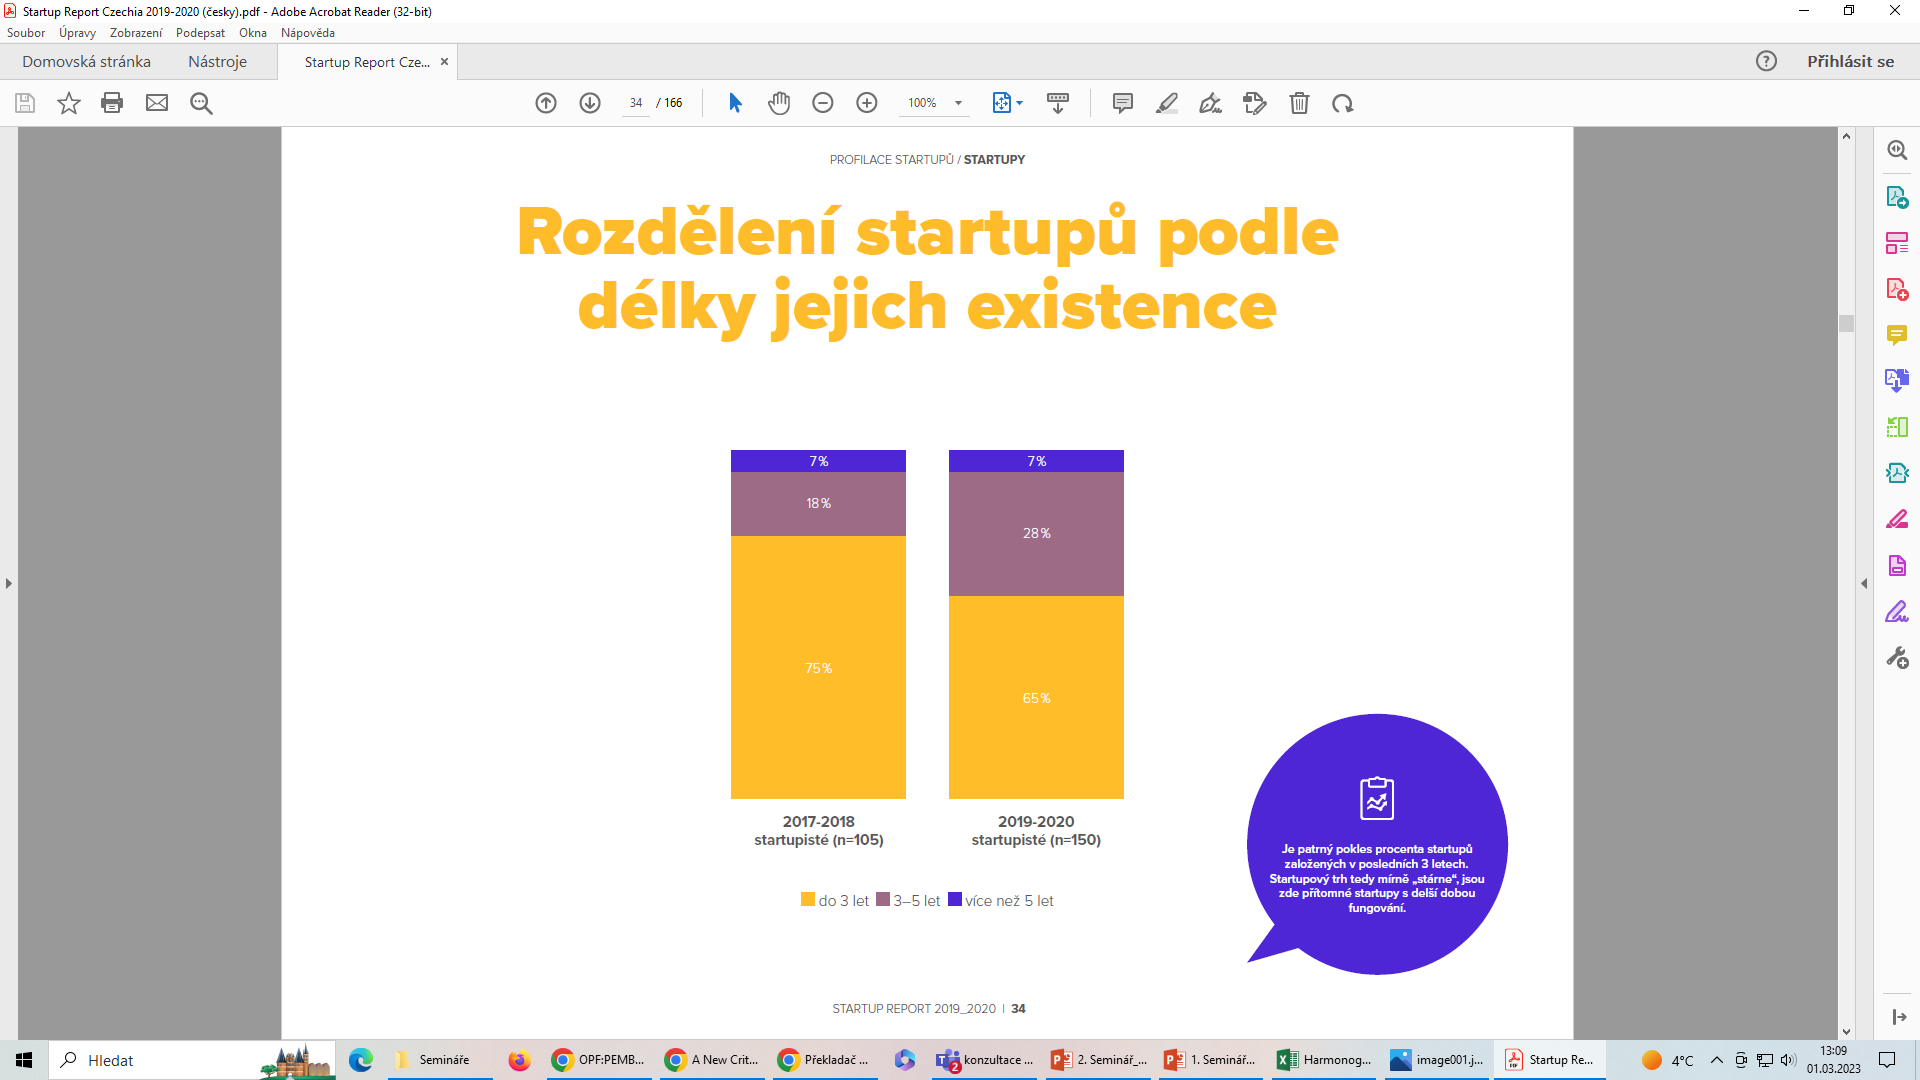 Startup Report Czechia 2019-2020 (česky).pdf - Adobe Acrobat Reader (32-bit)
Soubor Úpravy Zobrazení Podepsat Okna Nápověda
Domovská stránka Nástroje Startup Report Cze... × Přihlásit se
34 / 166 100%
PROFILACE STARTUPŮ / STARTUPY
Rozdělení startupů podle
délky jejich existence
7% 7%
18%
28%
75%
65%
2017-2018 2019-2020
startupisté (n=105) startupisté (n=150)
do 3 let 3–5 let více než 5 let
Je patrný pokles procenta startupů
založených v posledních 3 letech.
Startupový trh tedy mírně „stárne“, jsou
zde přítomné startupy s delší dobou
fungování.
STARTUP REPORT 2019_2020 | 34
Hledat
Semináře
OPF:PEMB...
A New Crit...
Překladač ...
konzultace ...
2
2. Seminář_...
1. Seminář...
Harmonog...
image001.j...
Startup Re...
4°C
13:09
01.03.2023